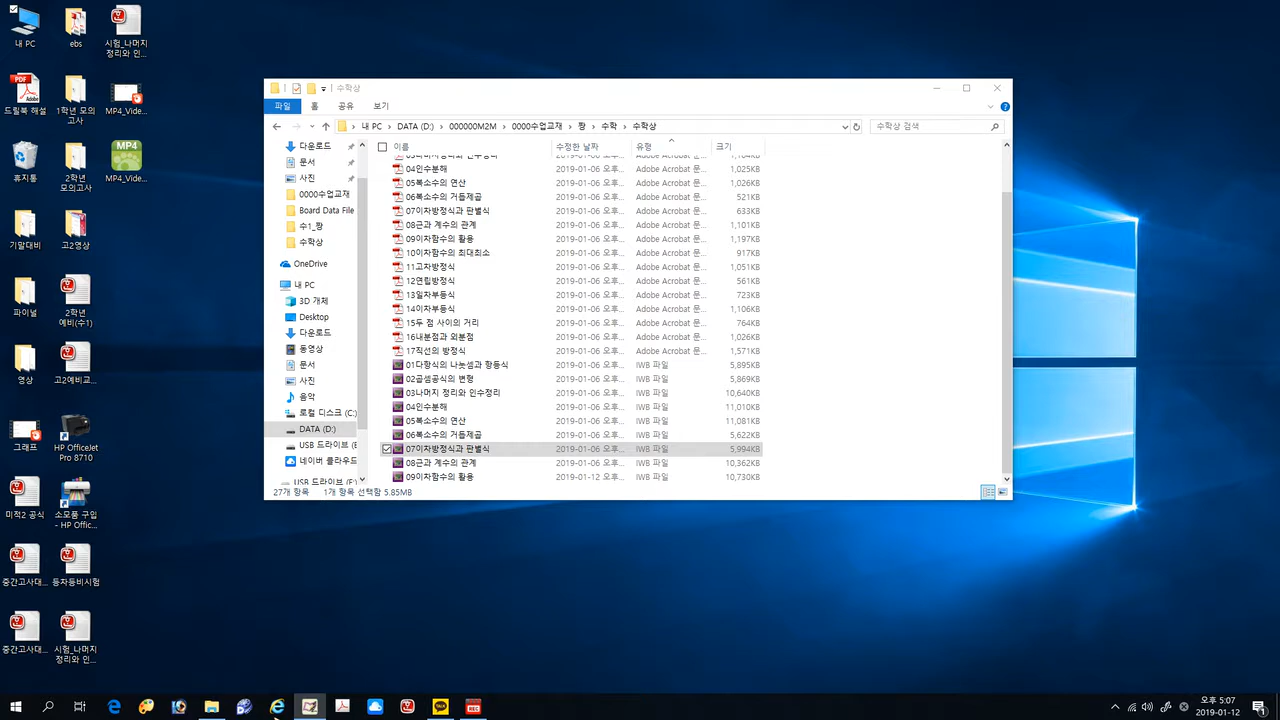 내 PC
ebs
시험_나머지
정리와 인...
드릴북 해설
1학년 모의
고사
MP4_Vide...
휴지통
2학년
모의고사
MP4
MP4_Vide...
기말대비
고2영상
파이널
2학년
예비(수1)
고2예비교...
그래프
HP OfficeJet
Pro 8710
미적2 공식
소모품 구입
- HP Offic...
중간고사대...
등차등비시험
중간고사대...
시험_나머지
정리와 인...
수학상
파일 홈 공유 보기
내 PC > DATA (D:) > 000000M2M > 0000수업교재 > 짱 > 수학 > 수학상
수학상 검색
다운로드
문서
사진
0000수업교재
Board Data File
수1_짱
수학상
OneDrive
내 PC
3D 개체
Desktop
다운로드
동영상
문서
사진
음악
로컬 디스크 (C:)
DATA (D:)
USB 드라이브 (E
네이버 클라우드
USB 드라이브 (F:)
이름 수정한 날짜 유형 크기
04인수분해 2019-01-06 오후... Adobe Acrobat 문... 1,025KB
05복소수의 연산 2019-01-06 오후... Adobe Acrobat 문... 1,026KB
06복소수의 거듭제곱 2019-01-06 오후... Adobe Acrobat 문... 521KB
07이차방정식과 판별식 2019-01-06 오후... Adobe Acrobat 문... 633KB
08근과 계수의 관계 2019-01-06 오후... Adobe Acrobat 문... 1,101KB
09이차함수의 활용 2019-01-06 오후... Adobe Acrobat 문... 1,197KB
10이차함수의 최대최소 2019-01-06 오후... Adobe Acrobat 문... 917KB
11고차방정식 2019-01-06 오후... Adobe Acrobat 문... 1,051KB
12연립방정식 2019-01-06 오후... Adobe Acrobat 문... 561KB
13일차부등식 2019-01-06 오후... Adobe Acrobat 문... 723KB
14이차부등식 2019-01-06 오후... Adobe Acrobat 문... 1,106KB
15두 점 사이의 거리 2019-01-06 오후... Adobe Acrobat 문... 764KB
16내분점과 외분점 2019-01-06 오후... Adobe Acrobat 문... 1,026KB
17직선의 방정식 2019-01-06 오후... Adobe Acrobat 문... 1,571KB
01다항식의 나눗셈과 항등식 2019-01-06 오후... IWB 파일 5,895KB
02곱셈공식의 변형 2019-01-06 오후... IWB 파일 5,869KB
03나머지 정리와 인수정리 2019-01-06 오후... IWB 파일 10,640KB
04인수분해 2019-01-06 오후... IWB 파일 11,010KB
05복소수의 연산 2019-01-06 오후... IWB 파일 11,081KB
06복소수의 거듭제곱 2019-01-06 오후... IWB 파일 5,622KB
07이차방정식과 판별식 2019-01-06 오후... IWB 파일 5,994KB
08근과 계수의 관계 2019-01-06 오후... IWB 파일 10,362KB
09이차함수의 활용 2019-01-12 오후... IWB 파일 10,730KB
27개 항목 1개 항목 선택함 5.85MB
TALK
REC
오후 5:07
2019-01-12